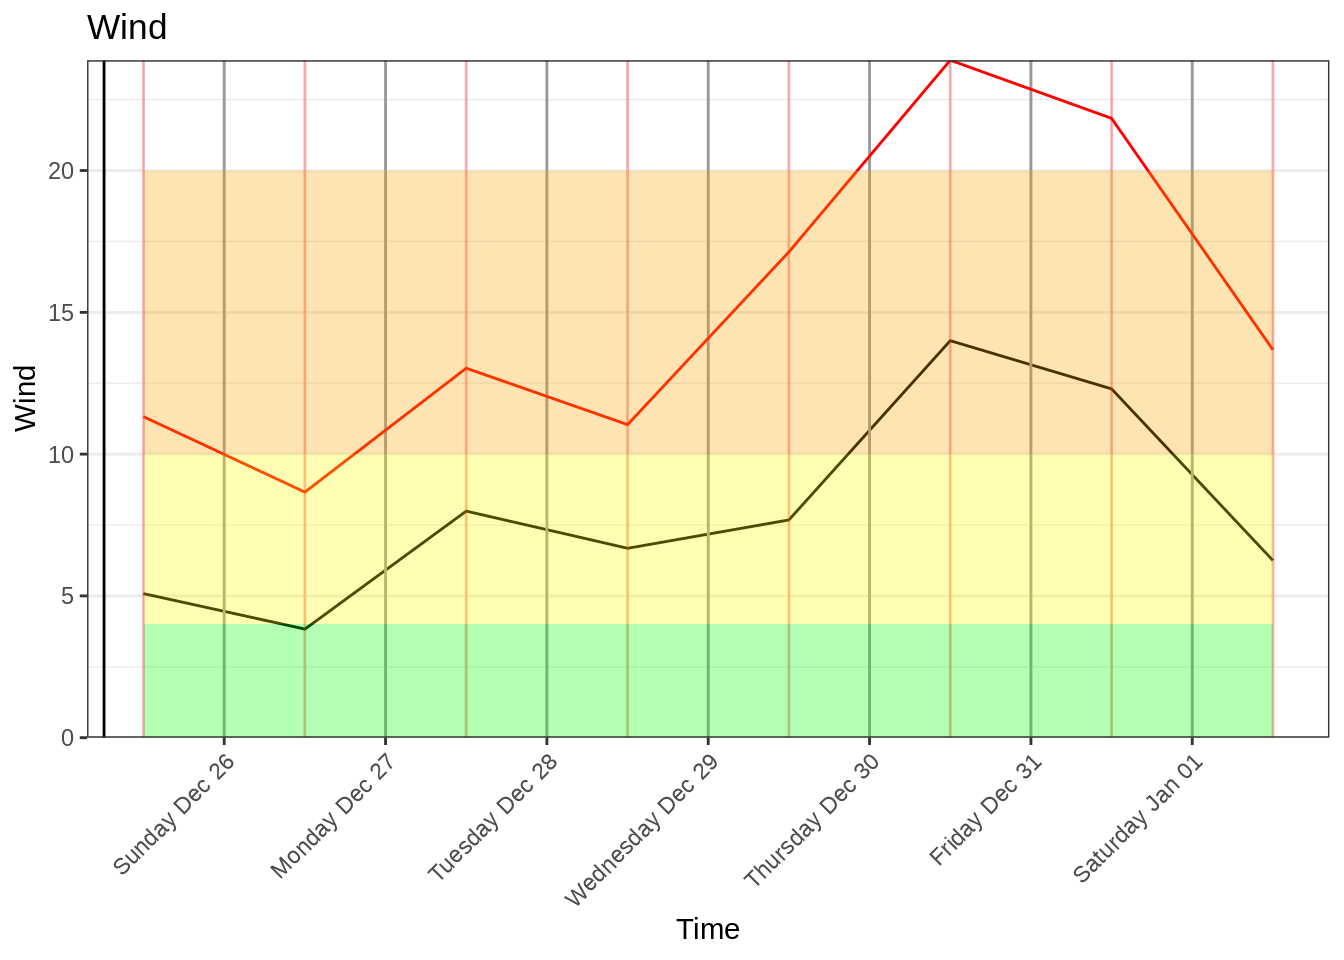 Wind
Wind
20
15
10
5
0
Sunday Dec 26
Monday Dec 27
Tuesday Dec 28
Wednesday Dec 29
Thursday Dec 30
Friday Dec 31
Saturday Jan 01
Time